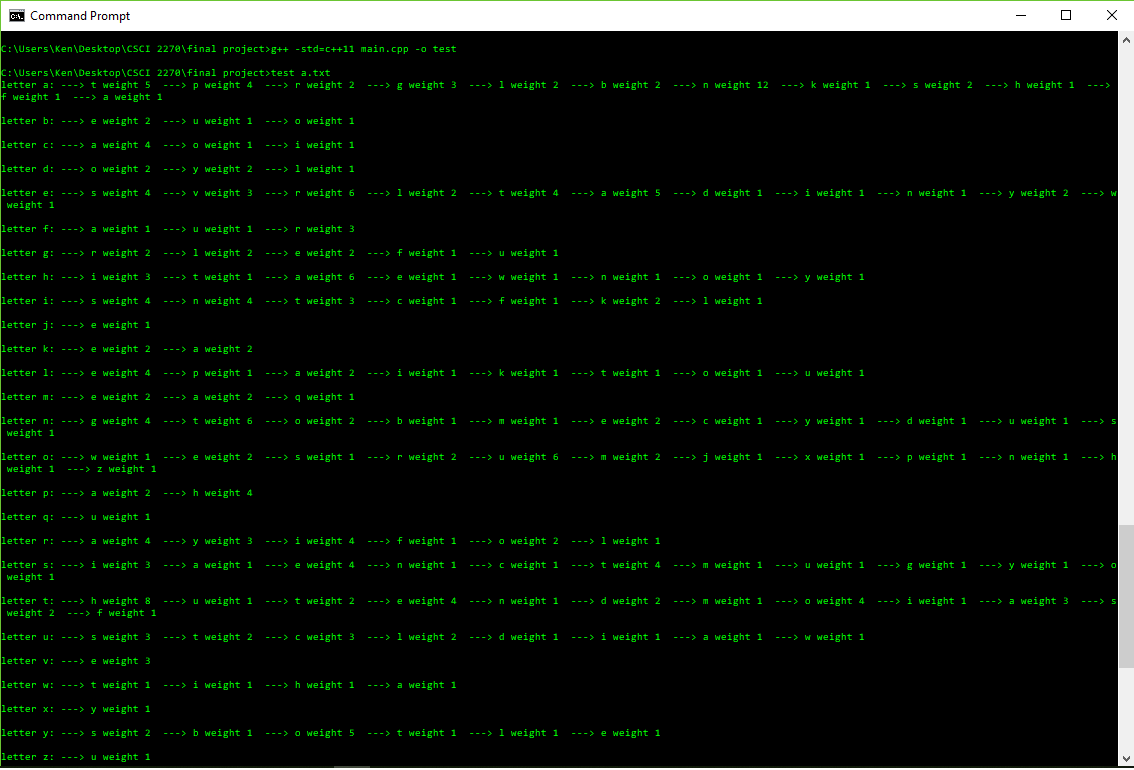 Command Prompt
C:\Users\Ken\Desktop\CSCI 2270\final project>g++ -std=c++11 main.cpp -o test
C:\Users\Ken\Desktop\CSCI 2270\final project>test a.txt
letter a: ---> t weight 5  ---> p weight 4  ---> r weight 2  ---> g weight 3  ---> l weight 2  ---> b weight 2  ---> n weight 12  ---> k weight 1  ---> s weight 2  ---> h weight 1  --->
f weight 1  ---> a weight 1
letter b: ---> e weight 2  ---> u weight 1  ---> o weight 1
letter c: ---> a weight 4  ---> o weight 1  ---> i weight 1
letter d: ---> o weight 2  ---> y weight 2  ---> l weight 1
letter e: ---> s weight 4  ---> v weight 3  ---> r weight 6  ---> l weight 2  ---> t weight 4  ---> a weight 5  ---> d weight 1  ---> i weight 1  ---> n weight 1  ---> y weight 2  ---> w
weight 1
letter f: ---> a weight 1  ---> u weight 1  ---> r weight 3
letter g: ---> r weight 2  ---> l weight 2  ---> e weight 2  ---> f weight 1  ---> u weight 1
letter h: ---> i weight 3  ---> t weight 1  ---> a weight 6  ---> e weight 1  ---> w weight 1  ---> n weight 1  ---> o weight 1  ---> y weight 1
letter i: ---> s weight 4  ---> n weight 4  ---> t weight 3  ---> c weight 1  ---> f weight 1  ---> k weight 2  ---> l weight 1
letter j: ---> e weight 1
letter k: ---> e weight 2  ---> a weight 2
letter l: ---> e weight 4  ---> p weight 1  ---> a weight 2  ---> i weight 1  ---> k weight 1  ---> t weight 1  ---> o weight 1  ---> u weight 1
letter m: ---> e weight 2  ---> a weight 2  ---> q weight 1
letter n: ---> g weight 4  ---> t weight 6  ---> o weight 2  ---> b weight 1  ---> m weight 1  ---> e weight 2  ---> c weight 1  ---> y weight 1  ---> d weight 1  ---> u weight 1  ---> s
weight 1
letter o: ---> w weight 1  ---> e weight 2  ---> s weight 1  ---> r weight 2  ---> u weight 6  ---> m weight 2  ---> j weight 1  ---> x weight 1  ---> p weight 1  ---> n weight 1  ---> h
weight 1  ---> z weight 1
letter p: ---> a weight 2  ---> h weight 4
letter q: ---> u weight 1
letter r: ---> a weight 4  ---> y weight 3  ---> i weight 4  ---> f weight 1  ---> o weight 2  ---> l weight 1
letter s: ---> i weight 3  ---> a weight 1  ---> e weight 4  ---> n weight 1  ---> c weight 1  ---> t weight 4  ---> m weight 1  ---> u weight 1  ---> g weight 1  ---> y weight 1  ---> o
weight 1
letter t: ---> h weight 8  ---> u weight 1  ---> t weight 2  ---> e weight 4  ---> n weight 1  ---> d weight 2  ---> m weight 1  ---> o weight 4  ---> i weight 1  ---> a weight 3  ---> s
weight 2  ---> f weight 1
letter u: ---> s weight 3  ---> t weight 2  ---> c weight 3  ---> l weight 2  ---> d weight 1  ---> i weight 1  ---> a weight 1  ---> w weight 1
letter v: ---> e weight 3
letter w: ---> t weight 1  ---> i weight 1  ---> h weight 1  ---> a weight 1
letter x: ---> y weight 1
letter y: ---> s weight 2  ---> b weight 1  ---> o weight 5  ---> t weight 1  ---> l weight 1  ---> e weight 1
letter z: ---> u weight 1